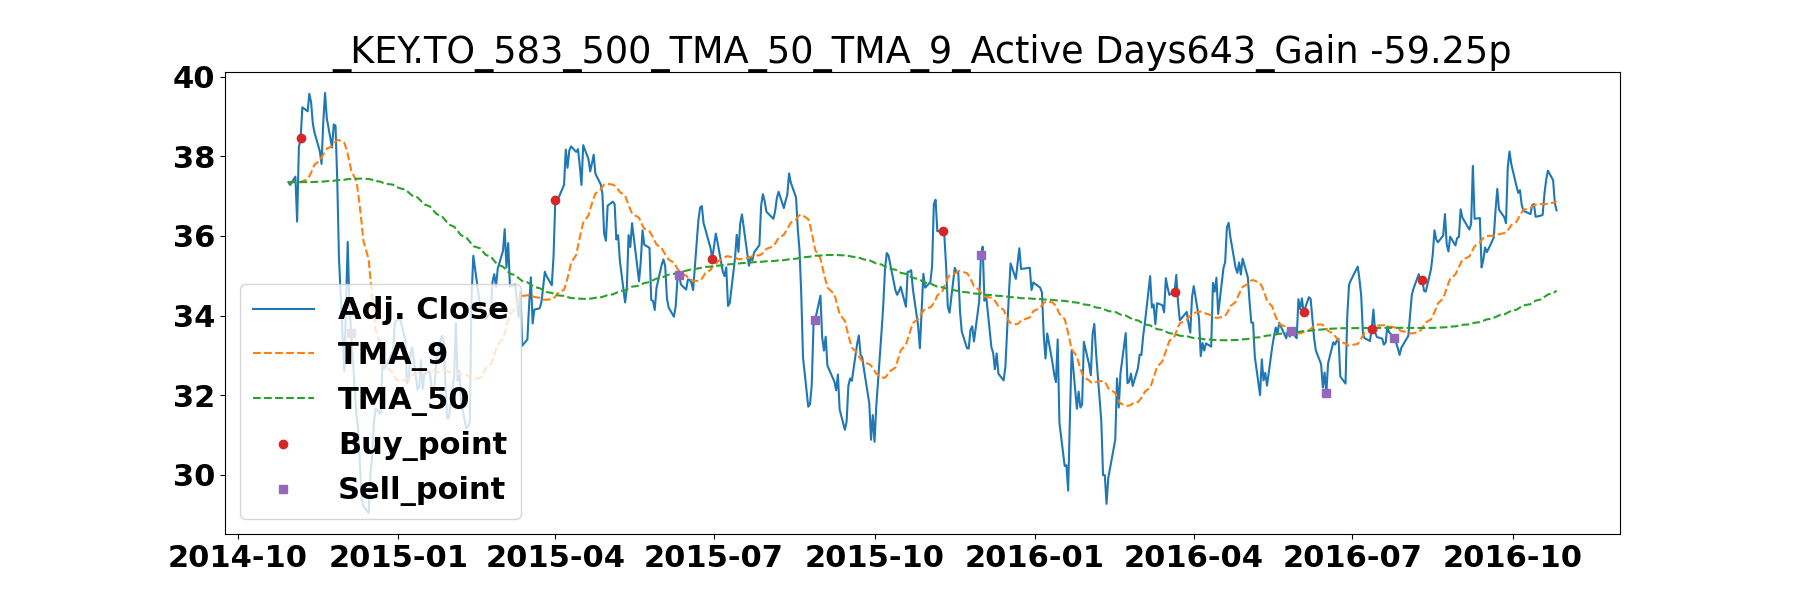 _KEY.TO_583_500_TMA_50_TMA_9_Active Days643_Gain -59.25p
40
38
36
34
32
30
Adj. Close
TMA_9
TMA_50
Buy_point
Sell_point
2014-10 2015-01 2015-04 2015-07 2015-10 2016-01 2016-04 2016-07 2016-10